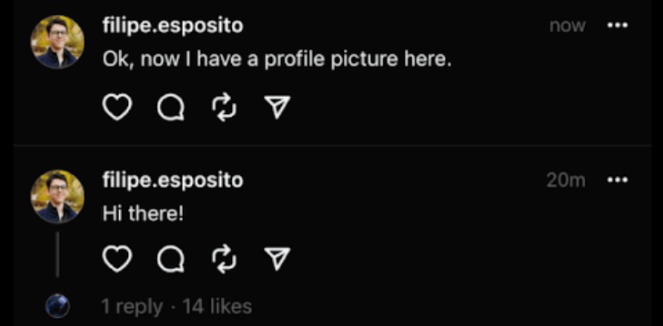 filipe.esposito now
Ok, now I have a profile picture here.
filipe.esposito 20m
Hi there!
1 reply · 14 likes